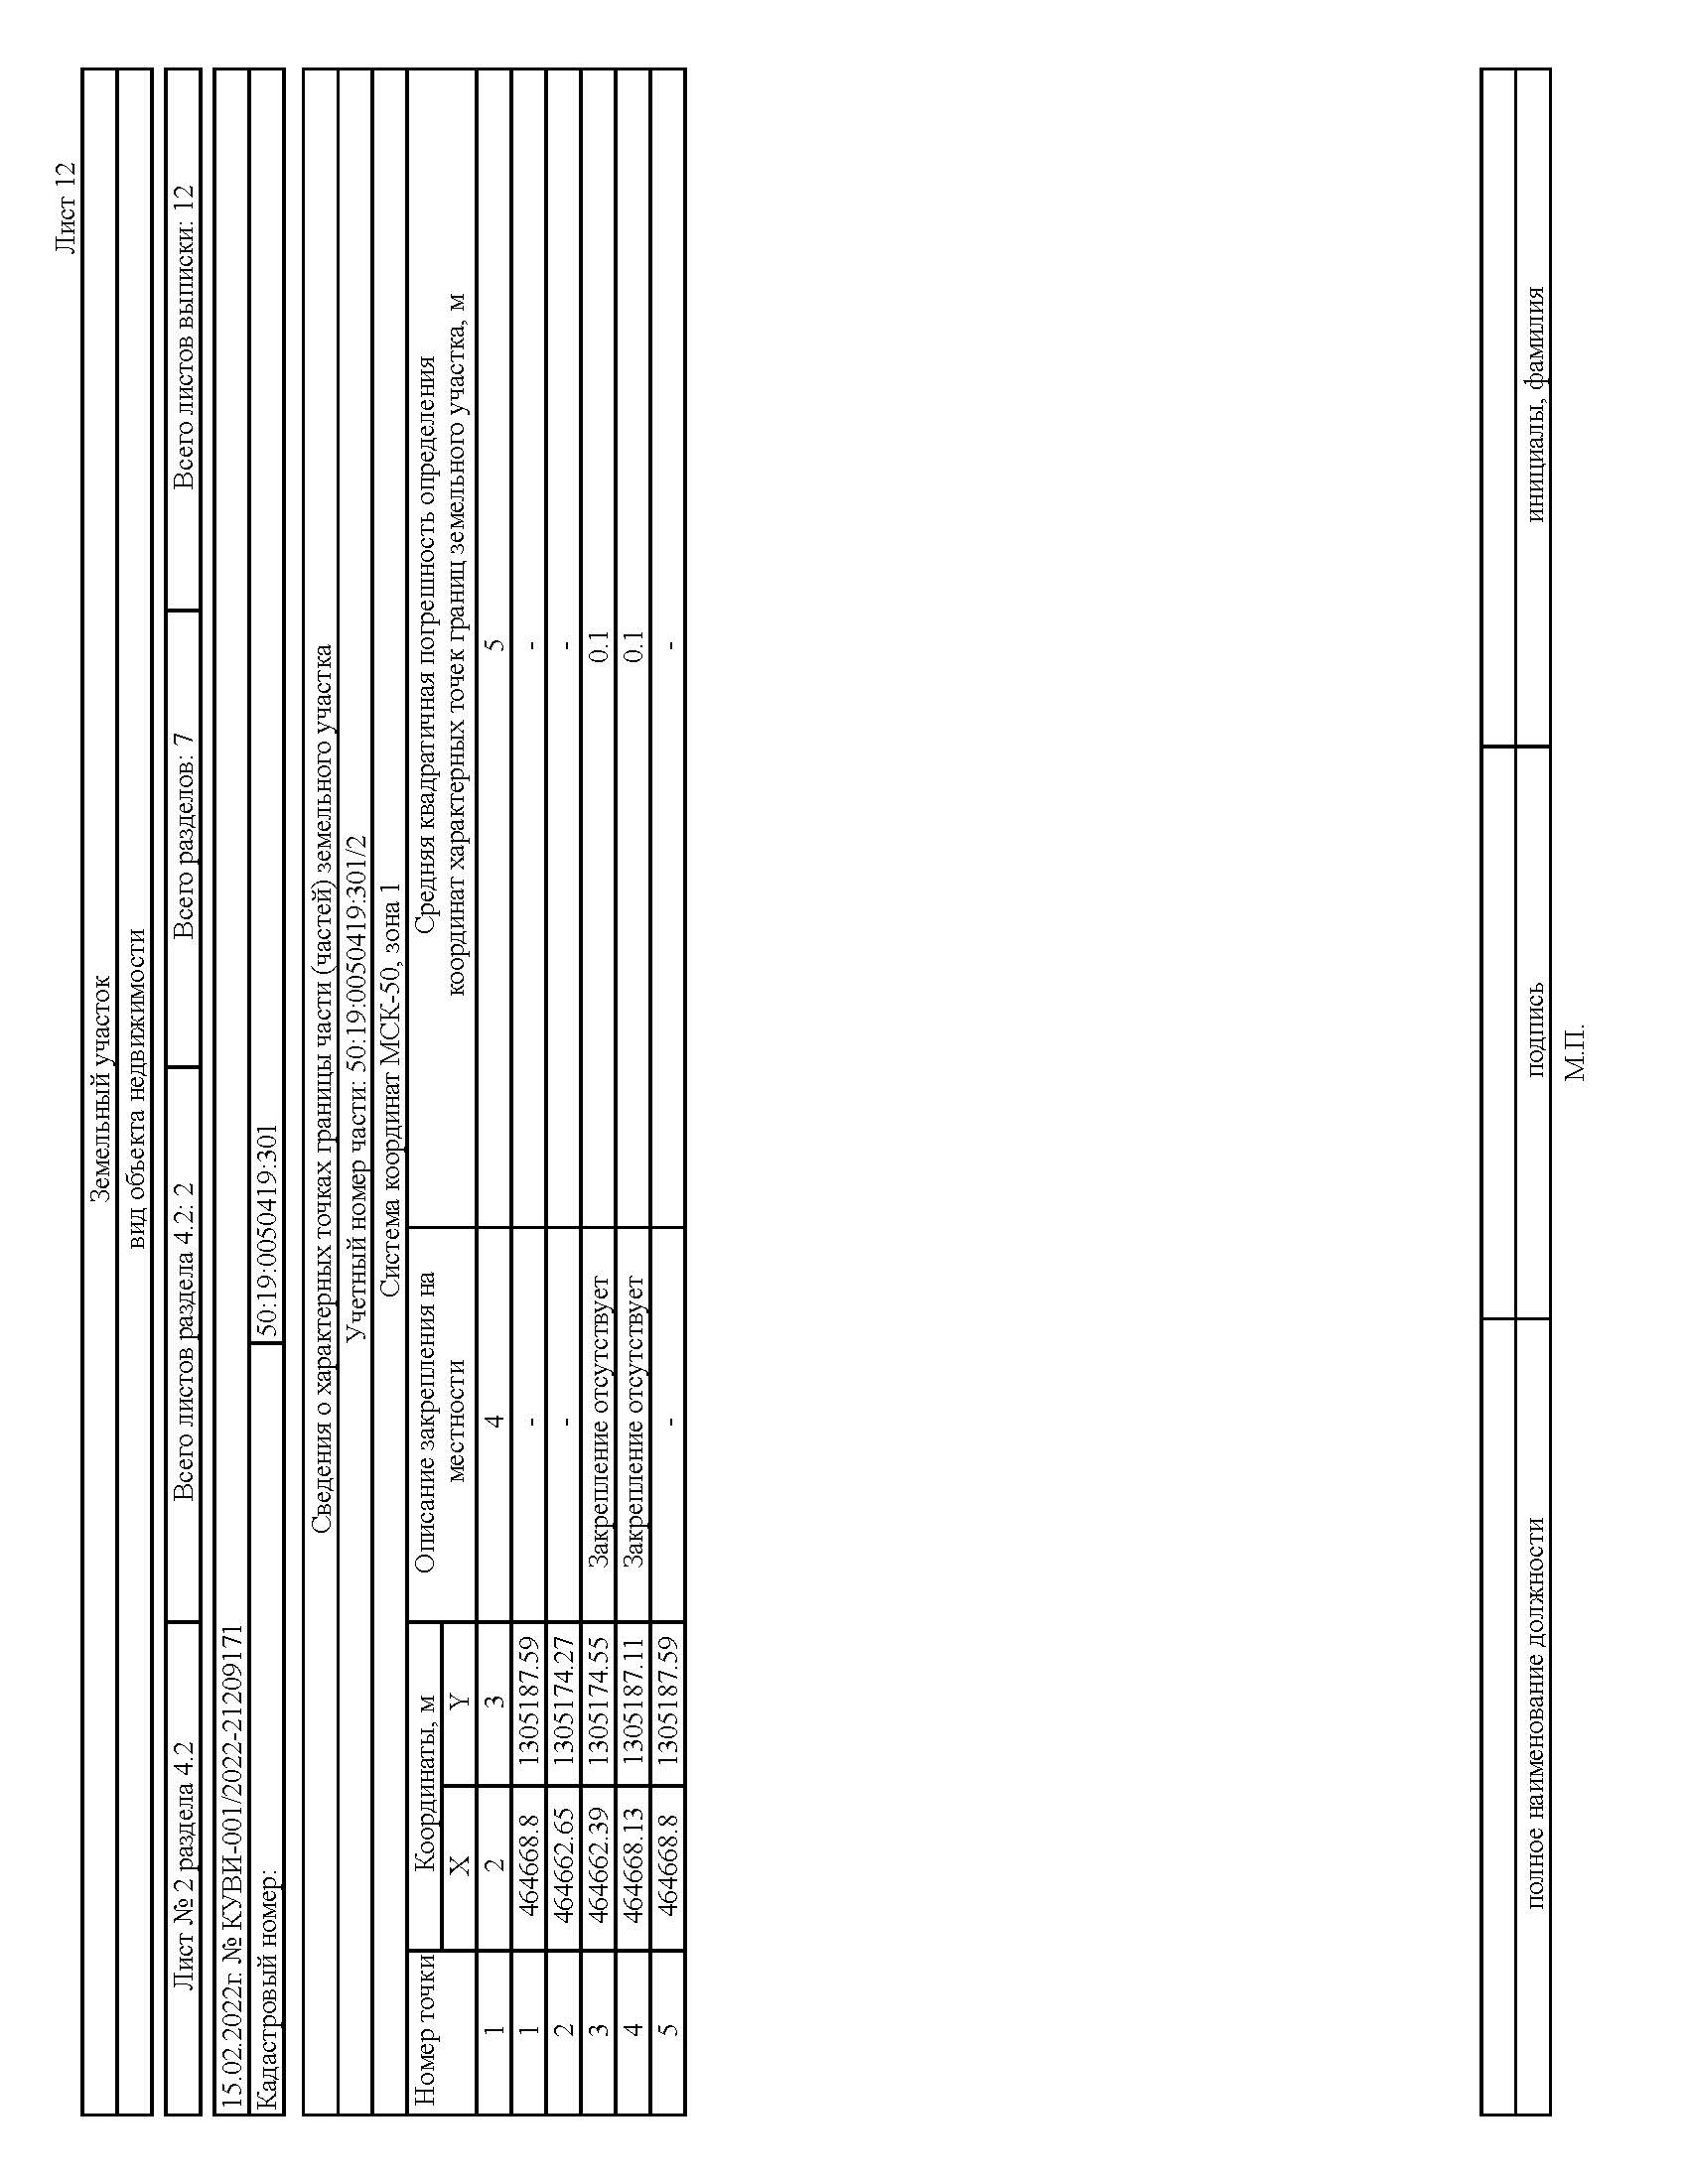 Лист 12
Земельный участок
вид объекта недвижимости
Лист № 2 раздела 4.2 Всего листов раздела 4.2: 2 Всего разделов: 7 Всего листов выписки: 12
15.02.2022г. № КУВИ-001/2022-21209171
Кадастровый номер: 50:19:0050419:301
Сведения о характерных точках границы части (частей) земельного участка
Учетный номер части: 50:19:0050419:301/2
Система координат МСК-50, зона 1
Номер точки Координаты, м Описание закрепления на Средняя квадратичная погрешность определения
X Y местности координат характерных точек границ земельного участка, м
1 2 3 4 5
1 464668.8 1305187.59 - -
2 464662.65 1305174.27 - -
3 464662.39 1305174.55 Закрепление отсутствует 0.1
4 464668.13 1305187.11 Закрепление отсутствует 0.1
5 464668.8 1305187.59 - -
полное наименование должности подпись инициалы, фамилия
М.П.